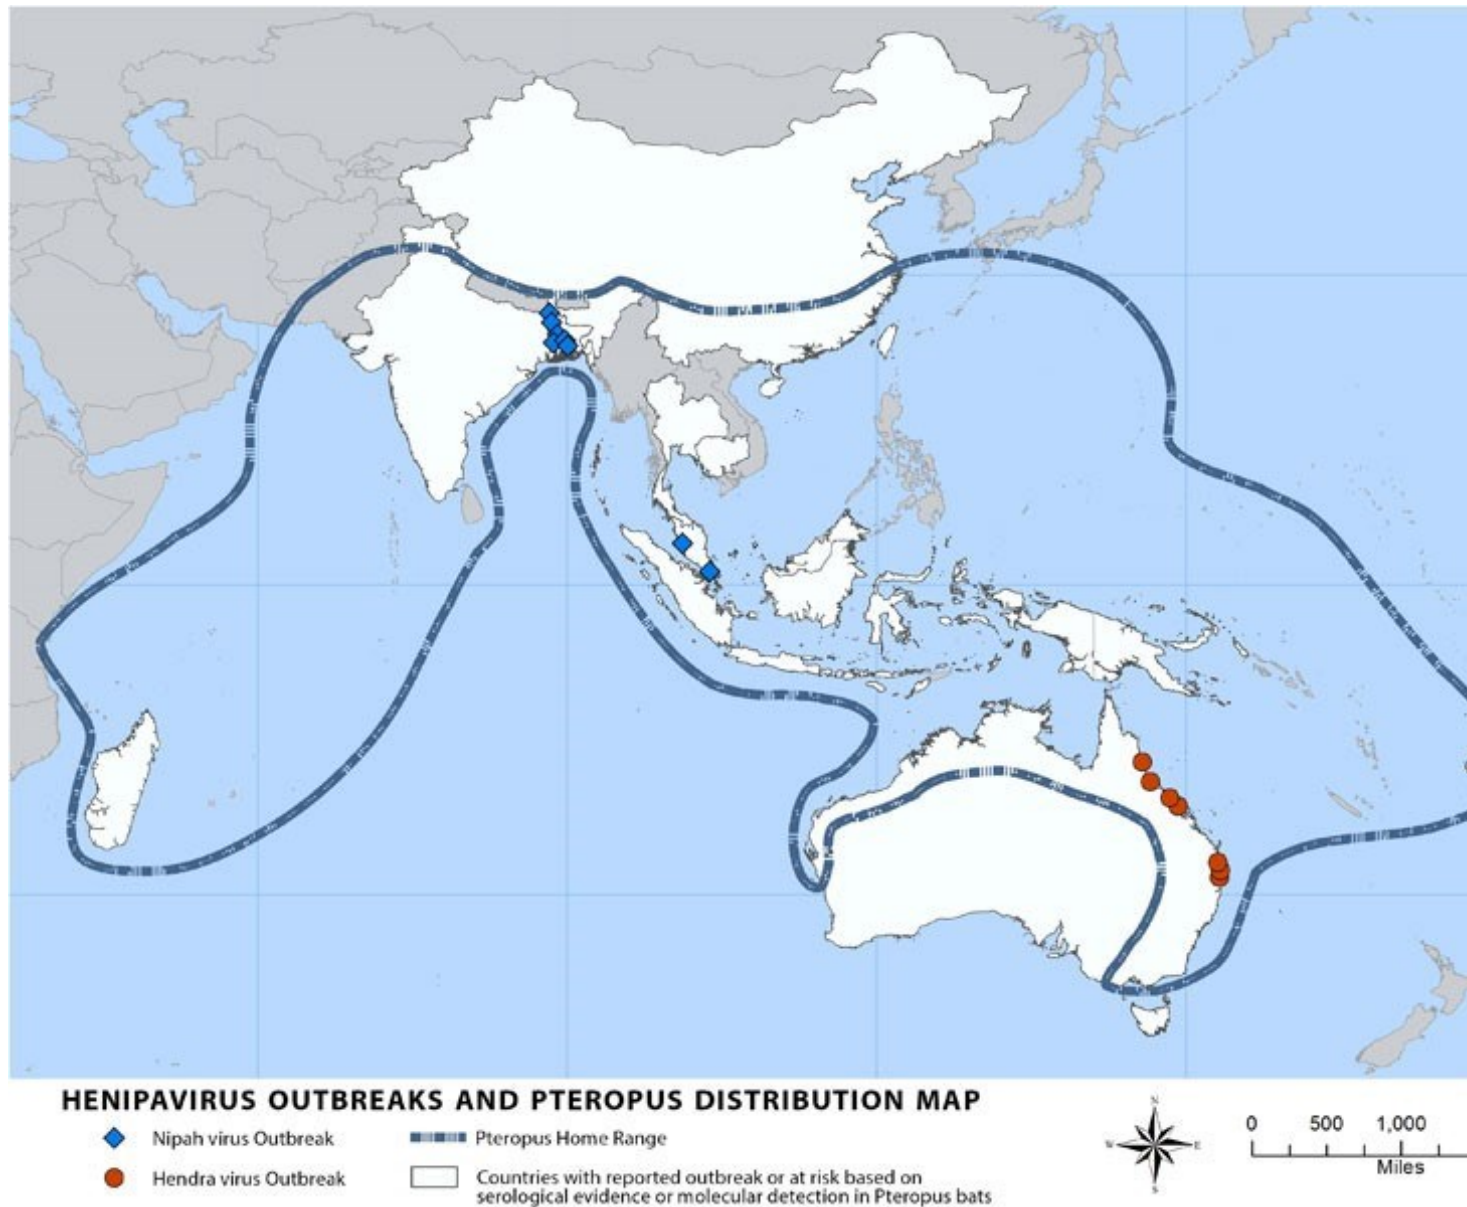 HENIPAVIRUS OUTBREAKS AND PTEROPUS DISTRIBUTION MAP
Nipah virus Outbreak
Pteropus Home Range
Hendra virus Outbreak
Countries with reported outbreak or at risk based on
serological evidence or molecular detection in Pteropus bats
N
W
E
S
0 500 1,000
Miles